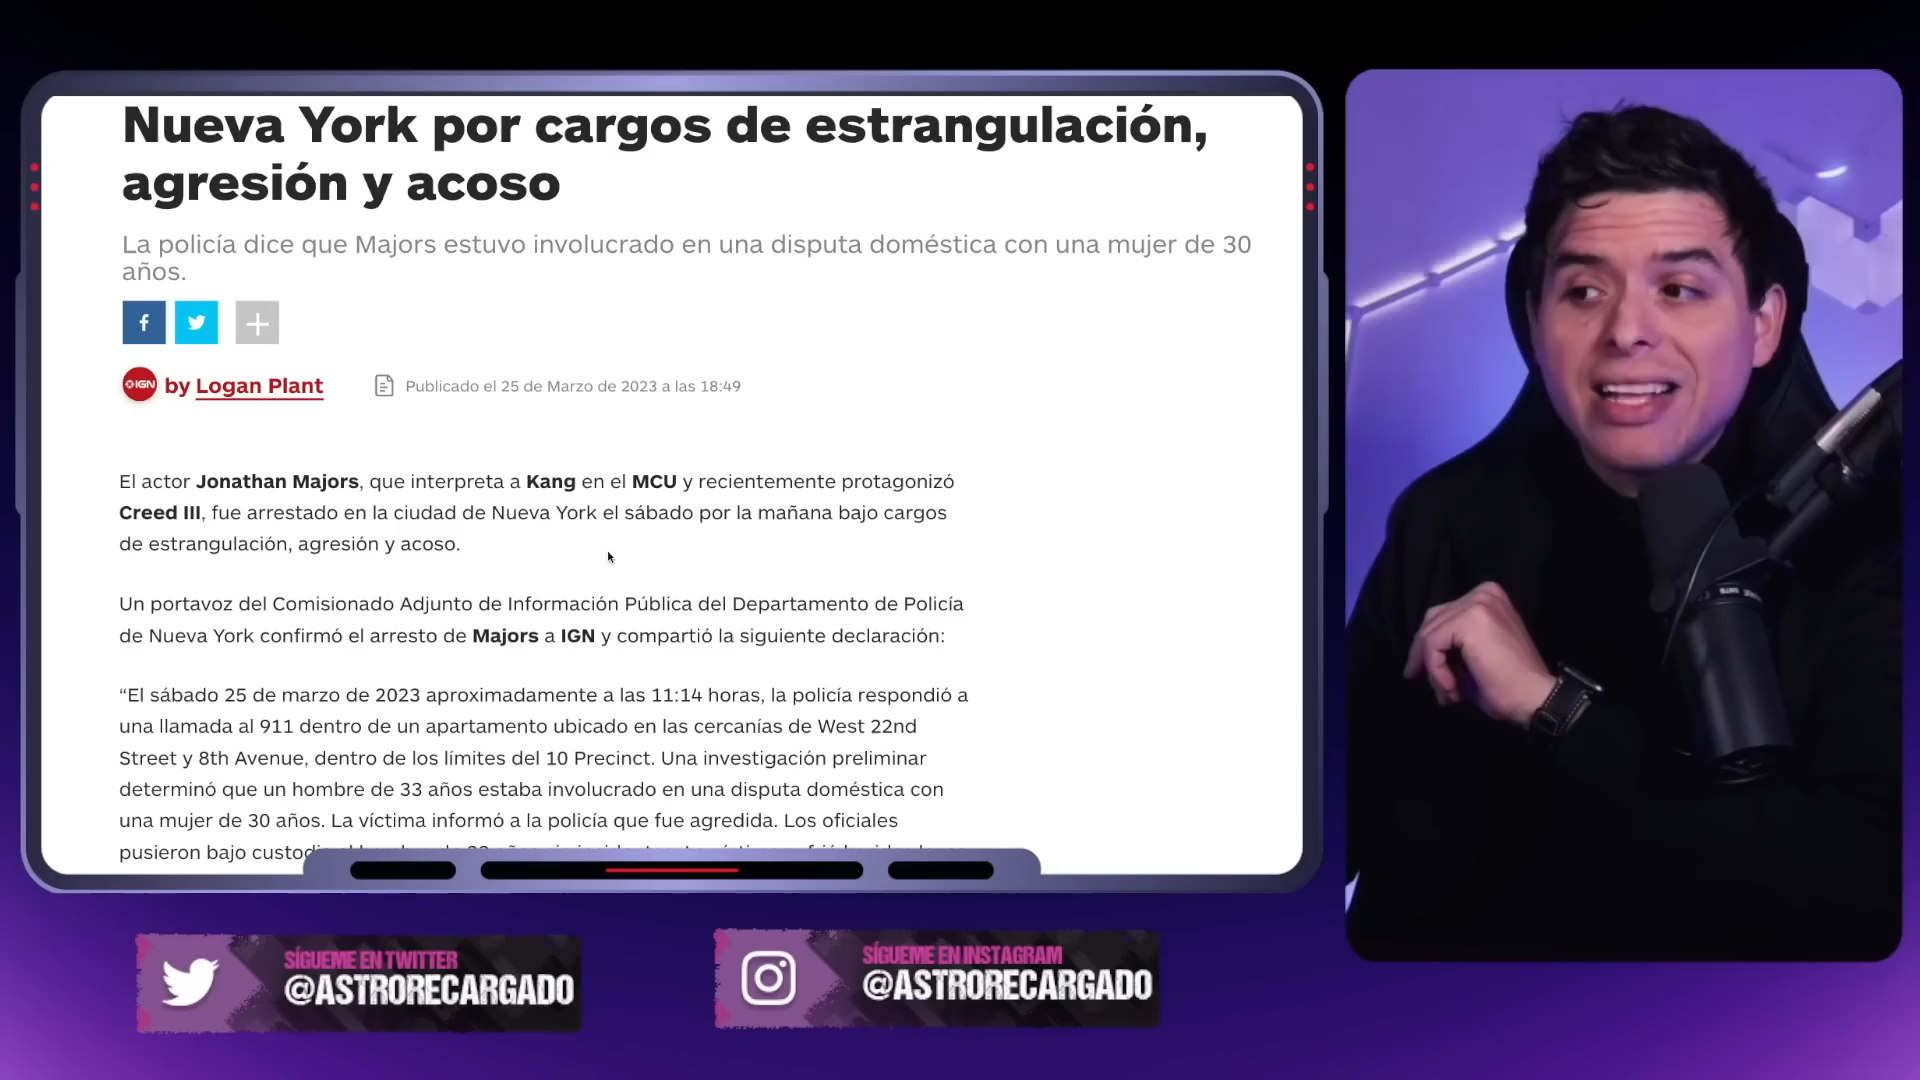 Nueva York por cargos de estrangulación,
agresión y acoso
La policía dice que Majors estuvo involucrado en una disputa doméstica con una mujer de 30
años.
IGN by Logan Plant Publicado el 25 de Marzo de 2023 a las 18:49
El actor Jonathan Majors, que interpreta a Kang en el MCU y recientemente protagonizó
Creed III, fue arrestado en la ciudad de Nueva York el sábado por la mañana bajo cargos
de estrangulación, agresión y acoso.
Un portavoz del Comisionado Adjunto de Información Pública del Departamento de Policía
de Nueva York confirmó el arresto de Majors a IGN y compartió la siguiente declaración:
“El sábado 25 de marzo de 2023 aproximadamente a las 11:14 horas, la policía respondió a
una llamada al 911 dentro de un apartamento ubicado en las cercanías de West 22nd
Street y 8th Avenue, dentro de los límites del 10 Precinct. Una investigación preliminar
determinó que un hombre de 33 años estaba involucrado en una disputa doméstica con
una mujer de 30 años. La víctima informó a la policía que fue agredida. Los oficiales
pusieron bajo
SÍGUEME EN TWITTER
@ASTRORECARGADO
SÍGUEME EN INSTAGRAM
@ASTRORECARGADO